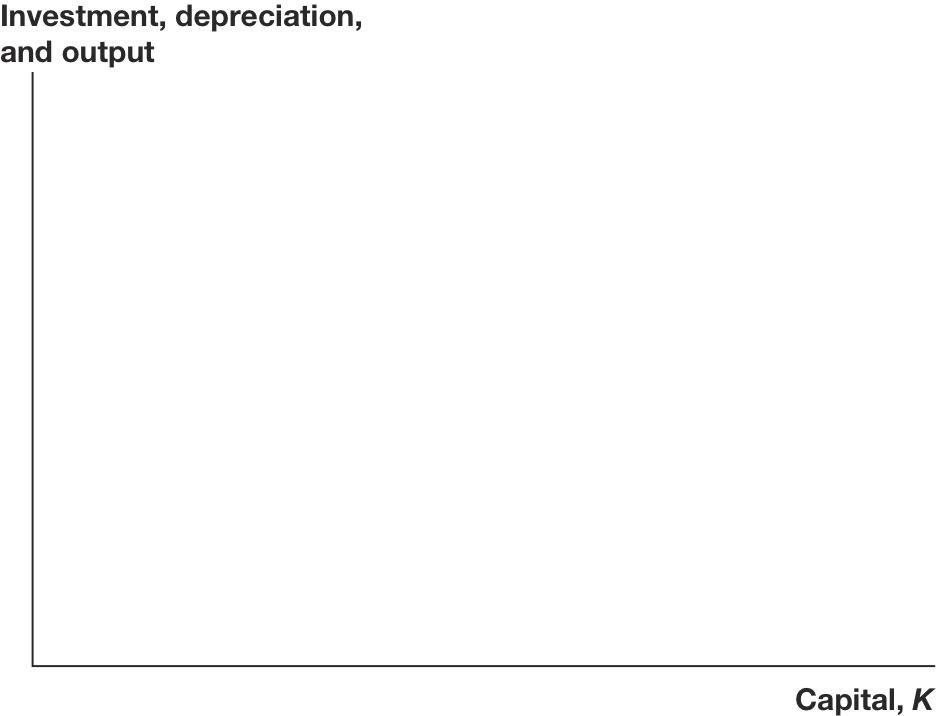 Investment, depreciation,
and output
Capital, K